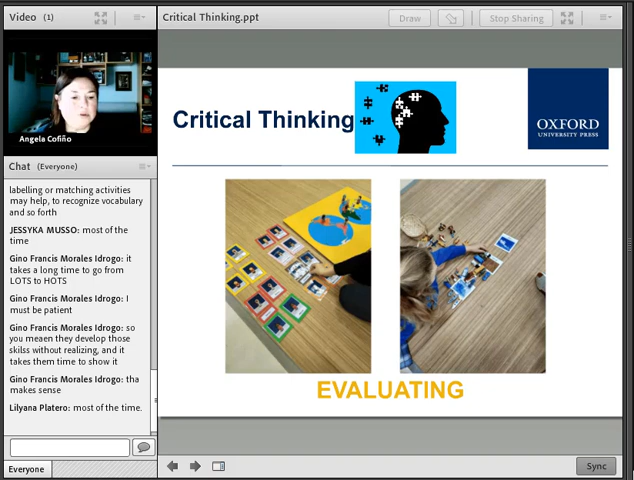 Video (1)
Critical Thinking.ppt
Draw
Stop Sharing
Angela Cofiño
Chat (Everyone)
labelling or matching activities
may help, to recognize vocabulary
and so forth
JESSYKA MUSSO: most of the
time
Gino Francis Morales Idrogo: it
takes a long time to go from
LOTS to HOTS
Gino Francis Morales Idrogo: I
must be patient
Gino Francis Morales Idrogo: so
you meaen they develop those
skilss without realizing, and it
takes them time to show it
Gino Francis Morales Idrogo: tha
makes sense
Lilyana Platero: most of the time.
Everyone
Critical Thinking
OXFORD
UNIVERSITY PRESS
EVALUATING
Sync